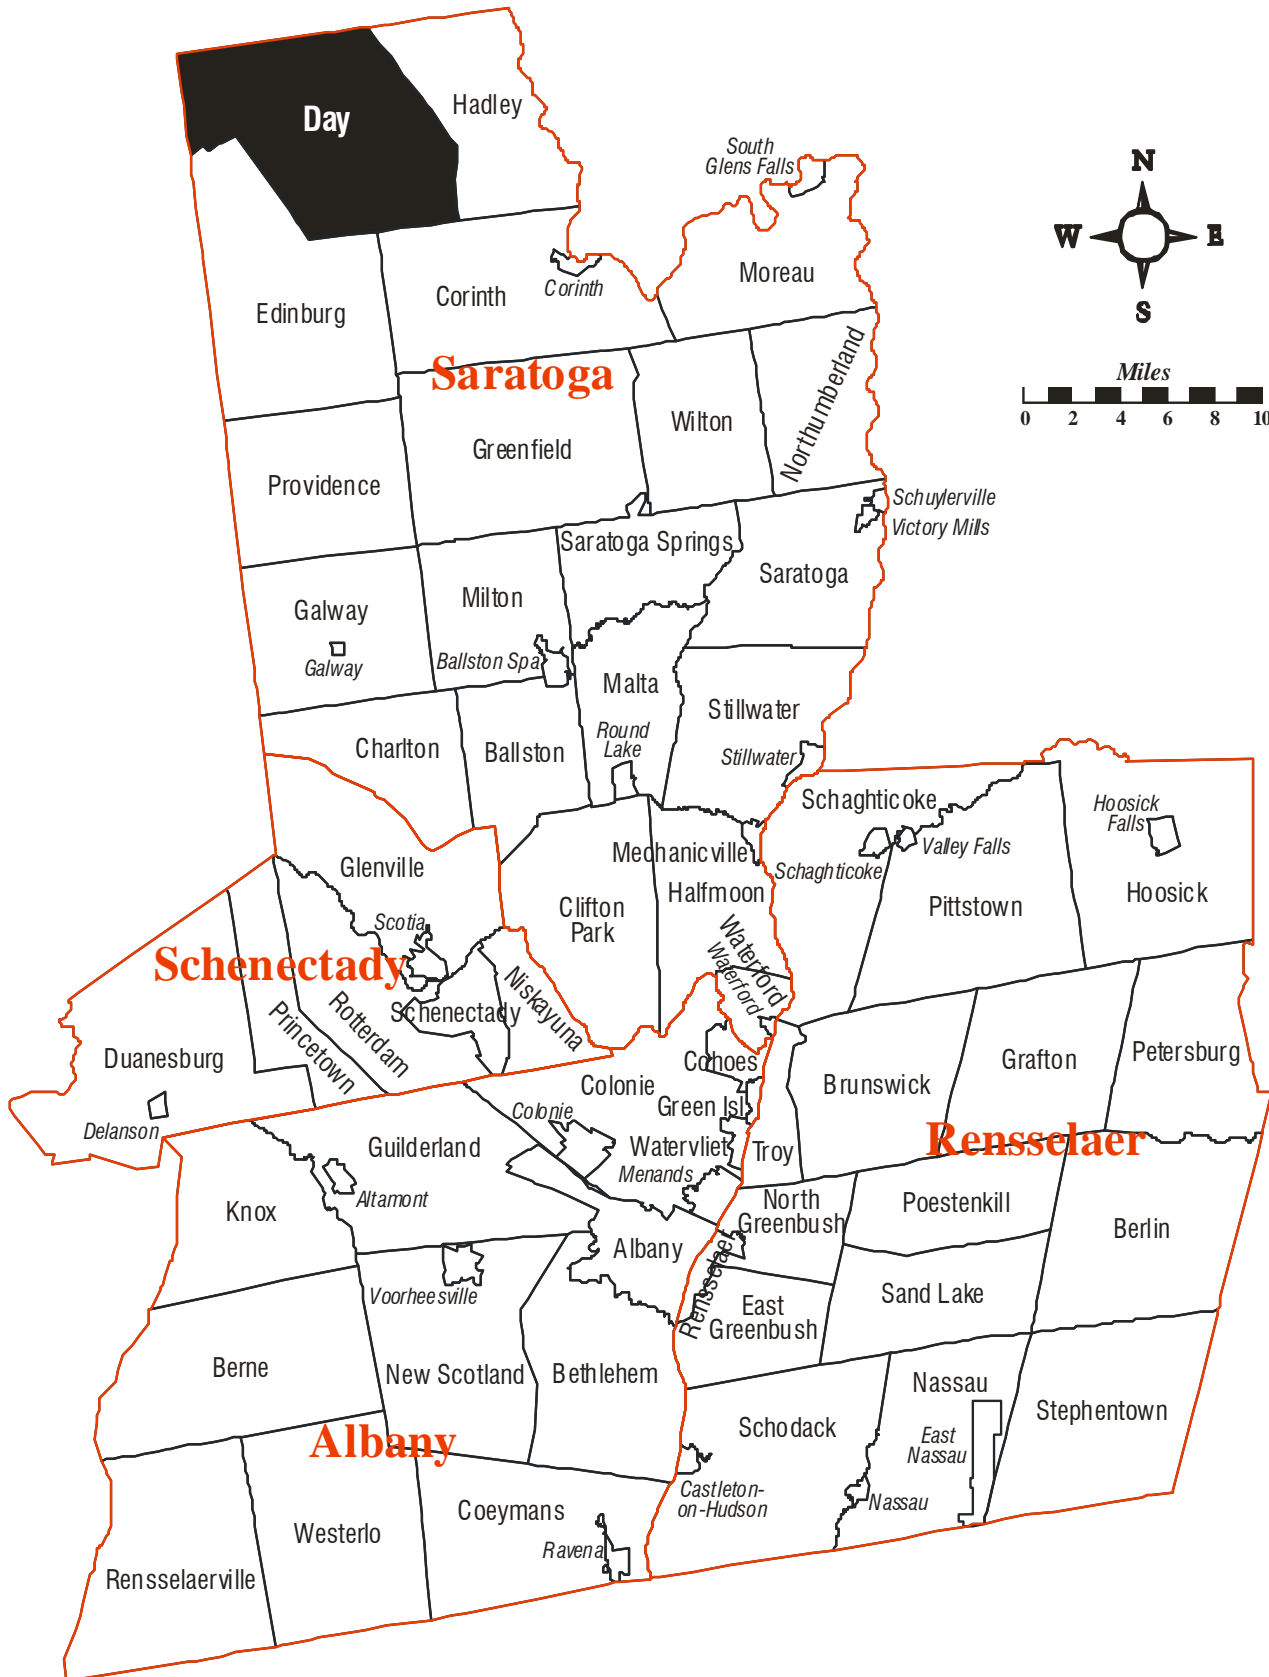 Day
Hadley
South
Glens Falls
N
W
E
S
Moreau
Corinth
Corinth
Edinburg
Miles
0 2 4 6 8 10
Saratoga
Northumberland
Wilton
Greenfield
Providence
Schuylerville
Victory Mills
Saratoga Springs
Saratoga
Milton
Galway
Galway
Ballston Spa
Malta
Stillwater
Round
Lake
Charlton
Ballston
Stillwater
Schaghticoke
Hoosick
Falls
Valley Falls
Schaghticoke
Mechanicville
Glenville
Halfmoon
Hoosick
Pittstown
Clifton
Park
Scotia
Waterford
Waterford
Schenectady
Niskayuna
Schenectady
Rotterdam
Princetown
Duanesburg
Delanson
Cohoes
Colonie
Green Isl
Colonie
Watervliet
Menands
Troy
Brunswick
Grafton
Petersburg
Rensselaer
Guilderland
Altamont
Knox
North
Greenbush
Poestenkill
Berlin
Albany
Rensselaer
Voorheesville
Sand Lake
East
Greenbush
Berne
New Scotland
Bethlehem
Nassau
Stephentown
Schodack
East
Nassau
Albany
Castleton-
on-Hudson
Nassau
Coeymans
Westerlo
Ravena
Rensselaerville